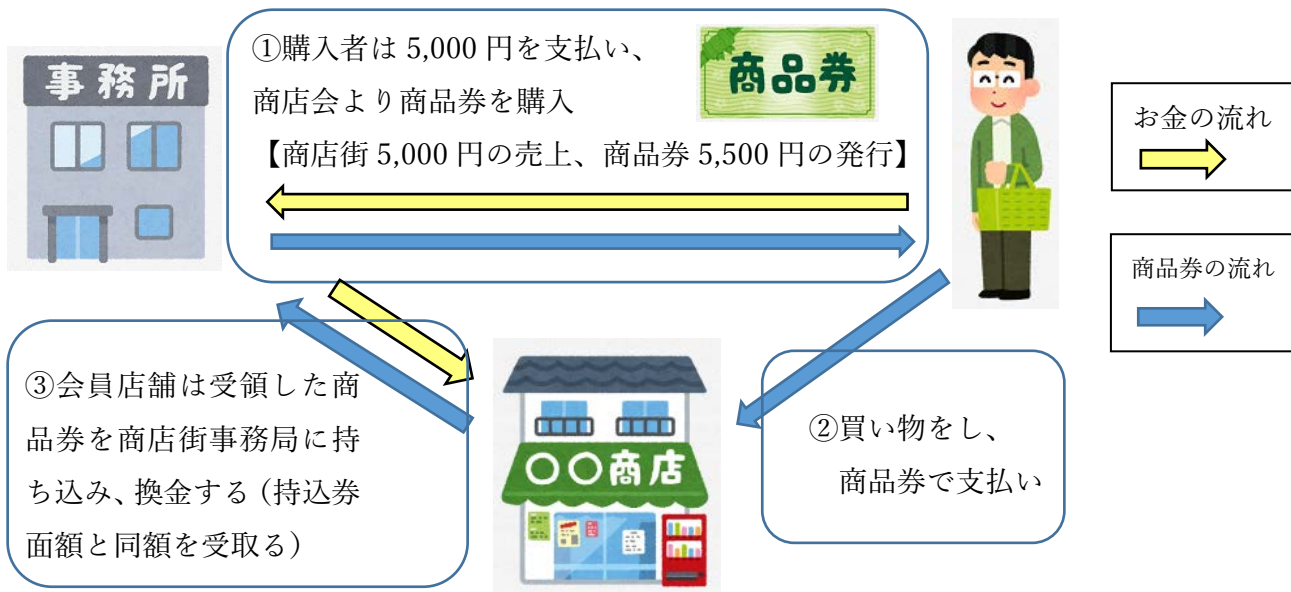 事務所
①購入者は 5,000 円を支払い、
商店会より商品券を購入
商品券
【商店街 5,000 円の売上、商品券 5,500 円の発行】
お金の流れ
商品券の流れ
③会員店舗は受領した商
品券を商店街事務局に持
ち込み、換金する（持込券
面額と同額を受取る）
〇〇商店
②買い物をし、
商品券で支払い